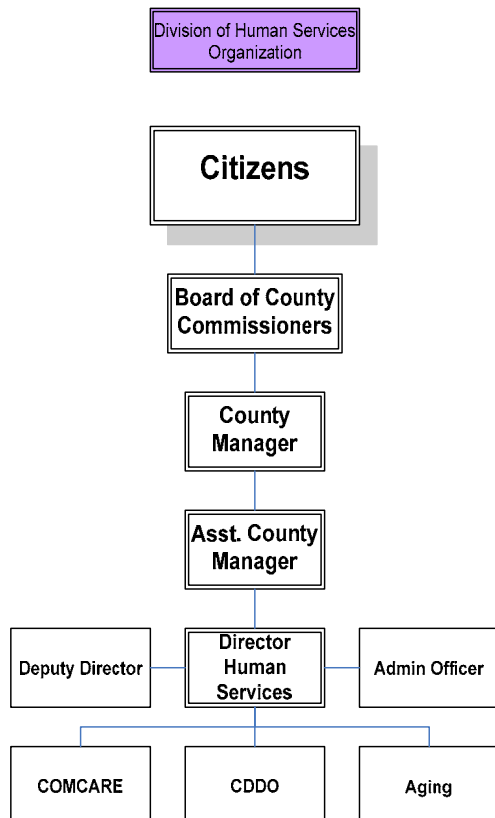 Division of Human Services
Organization
Citizens
Board of County
Commissioners
County
Manager
Asst. County
Manager
Deputy Director
Director
Human
Services
Admin Officer
COMCARE
CDDO
Aging